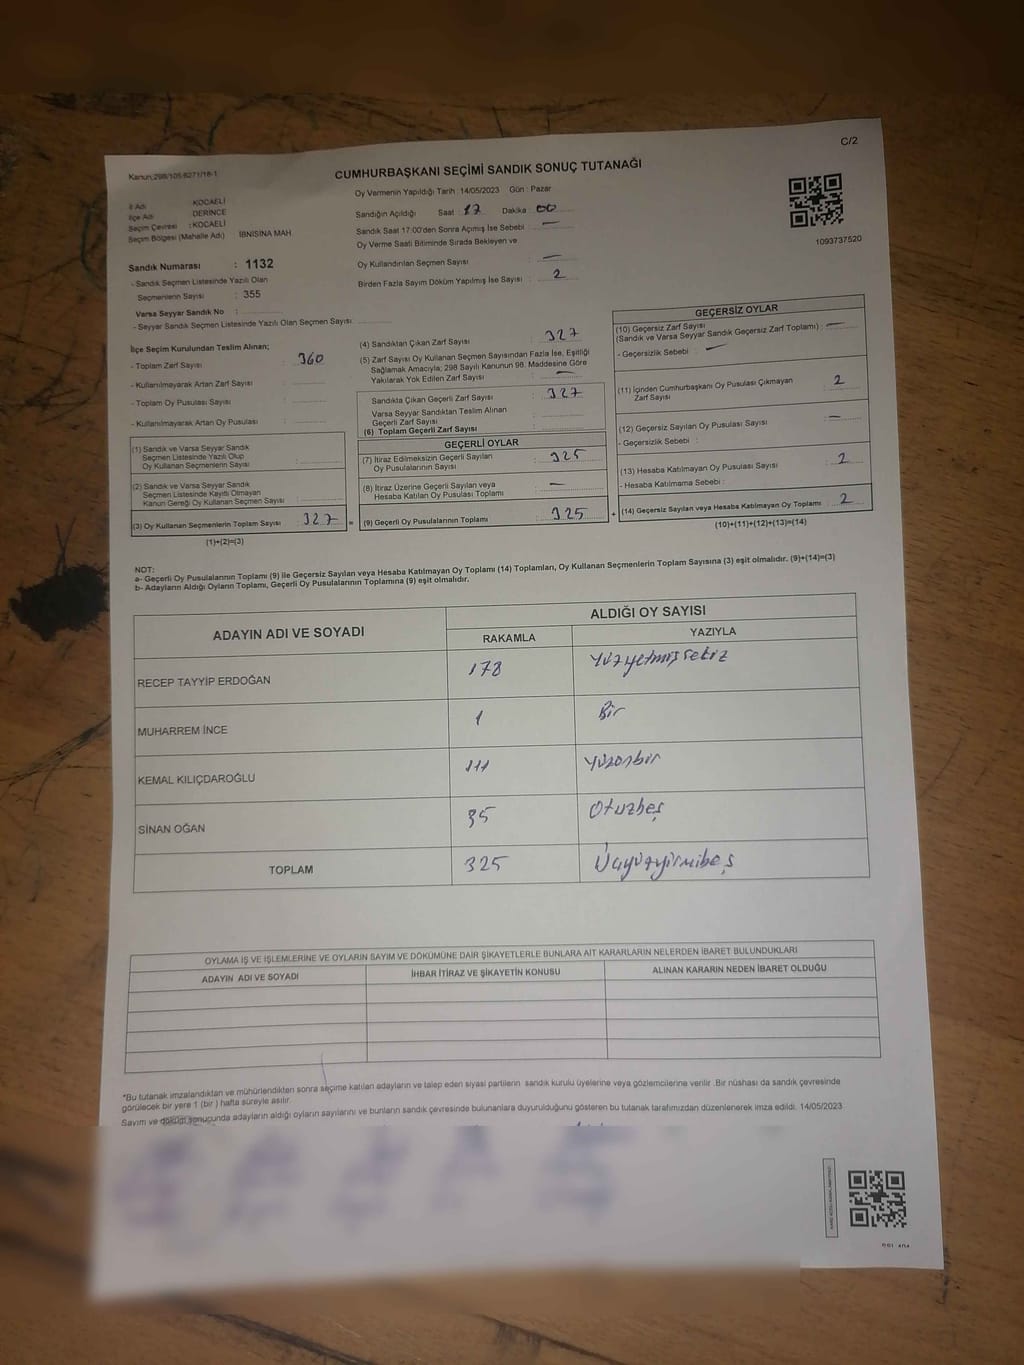 C/2
Kanun:298/105-8271/16-1
CUMHURBAŞKANI SEÇİMİ SANDIK SONUÇ TUTANAĞI
İl Adı : KOCAELİ
İlçe Adı : DERİNCE
Seçim Çevresi : KOCAELİ
Seçim Bölgesi (Mahalle Adı) İBNİSİNA MAH.
Sandık Numarası : 1132
- Sandık Seçmen Listesinde Yazılı Olan
Seçmenlerin Sayısı : 355
Varsa Seyyar Sandık No :
- Seyyar Sandık Seçmen Listesinde Yazılı Olan Seçmen Sayısı:
Oy Vermenin Yapıldığı Tarih : 14/05/2023 Gün : Pazar
Sandığın Açıldığı Saat : 17 Dakika 00
Sandık Saat 17:00'den Sonra Açımış İse Sebebi : —
Oy Verme Saati Bitiminde Sırada Bekleyen ve
Oy Kullandırılan Seçmen Sayısı : —
Birden Fazla Sayım Döküm Yapılmış İse Sayısı : 2
1093737520
İlçe Seçim Kurulundan Teslim Alınan;
- Toplam Zarf Sayısı : 360
- Kullanılmayarak Artan Zarf Sayısı :
- Toplam Oy Pusulası Sayısı :
- Kullanılmayarak Artan Oy Pusulası :
(1) Sandık ve Varsa Seyyar Sandık
Seçmen Listesinde Yazılı Olup
Oy Kullanan Seçmenlerin Sayısı :
(2) Sandık ve Varsa Seyyar Sandık
Seçmen Listesinde Kayıtlı Olmayan
Kanun Gereği Oy Kullanan Seçmen Sayısı :
(3) Oy Kullanan Seçmenlerin Toplam Sayısı : 327 =
(1)+(2)=(3)
(4) Sandıktan Çıkan Zarf Sayısı : 327
(5) Zarf Sayısı Oy Kullanan Seçmen Sayısından Fazla İse, Eşitliği
Sağlamak Amacıyla; 298 Sayılı Kanunun 98. Maddesine Göre
Yakılarak Yok Edilen Zarf Sayısı : —
Sandıkta Çıkan Geçerli Zarf Sayısı : 327
Varsa Seyyar Sandıktan Teslim Alınan
Geçerli Zarf Sayısı :
(6) Toplam Geçerli Zarf Sayısı :
GEÇERLİ OYLAR
(7) İtiraz Edilmeksizin Geçerli Sayılan
Oy Pusulalarının Sayısı : 325
(8) İtiraz Üzerine Geçerli Sayılan veya
Hesaba Katılan Oy Pusulası Toplamı : —
(9) Geçerli Oy Pusulalarının Toplamı : 325 +
GEÇERSİZ OYLAR
(10) Geçersiz Zarf Sayısı
(Sandık ve Varsa Seyyar Sandık Geçersiz Zarf Toplamı) : —
- Geçersizlik Sebebi : —
(11) İçinden Cumhurbaşkanı Oy Pusulası Çıkmayan
Zarf Sayısı : 2
(12) Geçersiz Sayılan Oy Pusulası Sayısı : —
- Geçersizlik Sebebi :
(13) Hesaba Katılmayan Oy Pusulası Sayısı : 2
- Hesaba Katılmama Sebebi :
(14) Geçersiz Sayılan veya Hesaba Katılmayan Oy Toplamı : 2
(10)+(11)+(12)+(13)=(14)
NOT:
a- Geçerli Oy Pusulalarının Toplamı (9) ile Geçersiz Sayılan veya Hesaba Katılmayan Oy Toplamı (14) Toplamları, Oy Kullanan Seçmenlerin Toplam Sayısına (3) eşit olmalıdır. (9)+(14)=(3)
b- Adayların Aldığı Oyların Toplamı, Geçerli Oy Pusulalarının Toplamına (9) eşit olmalıdır.
ADAYIN ADI VE SOYADI
ALDIĞI OY SAYISI
RAKAMLA YAZIYLA
RECEP TAYYİP ERDOĞAN 178 Yüzyetmişsekiz
MUHARREM İNCE 1 Bir
KEMAL KILIÇDAROĞLU 111 Yüzonbir
SİNAN OĞAN 35 Otuzbeş
TOPLAM 325 Üçyüzyirmibeş
OYLAMA İŞ VE İŞLEMLERİNE VE OYLARIN SAYIM VE DÖKÜMÜNE DAİR ŞİKAYETLERLE BUNLARA AİT KARARLARIN NELERDEN İBARET BULUNDUKLARI
ADAYIN ADI VE SOYADI İHBAR İTİRAZ VE ŞİKAYETİN KONUSU ALINAN KARARIN NEDEN İBARET OLDUĞU
*Bu tutanak imzalandıktan ve mühürlendikten sonra seçime katılan adayların ve talep eden siyasi partilerin sandık kurulu üyelerine veya gözlemcilerine verilir. Bir nüshası da sandık çevresinde
görülecek bir yere 1 (bir ) hafta süreyle asılır.
Sayım ve döküm sonucunda adayların aldığı oyların sayılarını ve bunların sandık çevresinde bulunanlara duyurulduğunu gösteren bu tutanak tarafımızdan düzenlenerek imza edildi. 14/05/2023